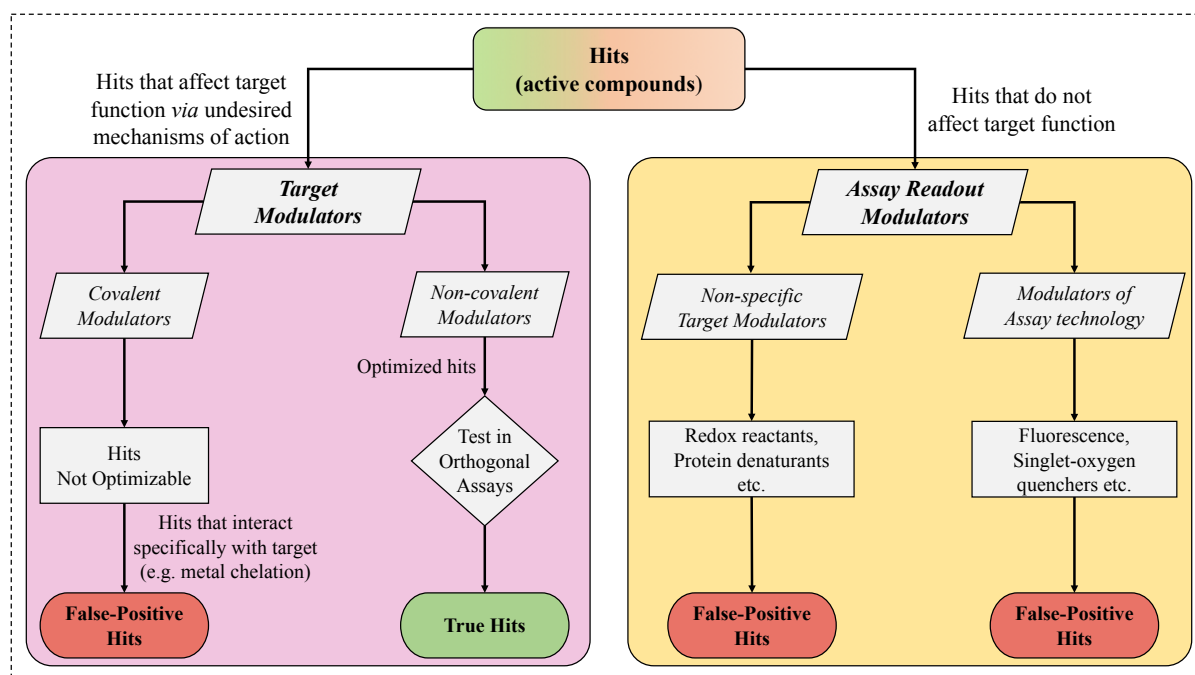 Hits
(active compounds)
Hits that affect target
function via undesired
mechanisms of action
Hits that do not
affect target function
Target
Modulators
Covalent
Modulators
Non-covalent
Modulators
Optimized hits
Hits
Not Optimizable
Test in
Orthogonal
Assays
Hits that interact
specifically with target
(e.g. metal chelation)
False-Positive
Hits
True Hits
Assay Readout
Modulators
Non-specific
Target Modulators
Modulators of
Assay technology
Redox reactants,
Protein denaturants
etc.
Fluorescence,
Singlet-oxygen
quenchers etc.
False-Positive
Hits
False-Positive
Hits